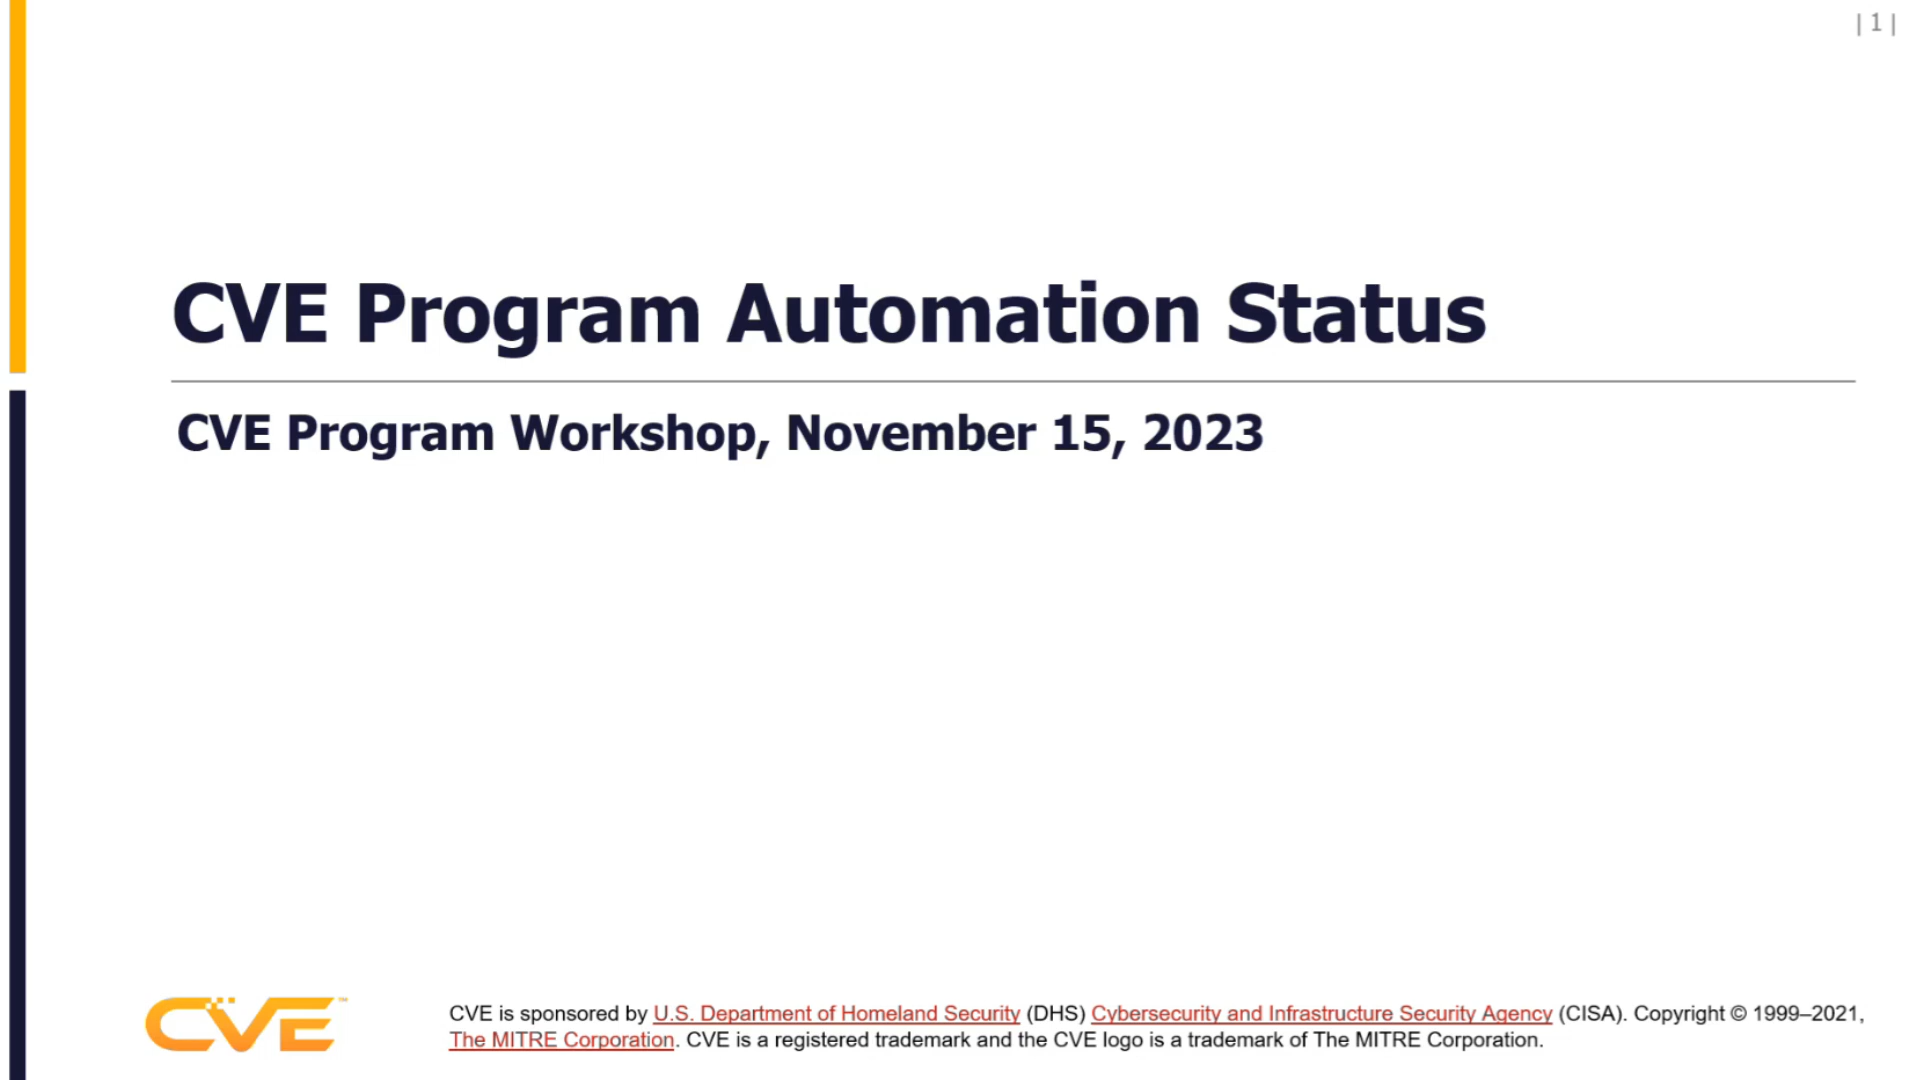 | 1 |
CVE Program Automation Status
CVE Program Workshop, November 15, 2023
CVE™
CVE is sponsored by U.S. Department of Homeland Security (DHS) Cybersecurity and Infrastructure Security Agency (CISA). Copyright © 1999–2021,
The MITRE Corporation. CVE is a registered trademark and the CVE logo is a trademark of The MITRE Corporation.